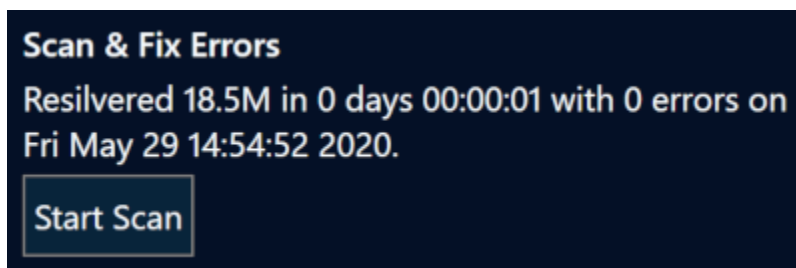 Scan & Fix Errors
Resilvered 18.5M in 0 days 00:00:01 with 0 errors on
Fri May 29 14:54:52 2020.
Start Scan